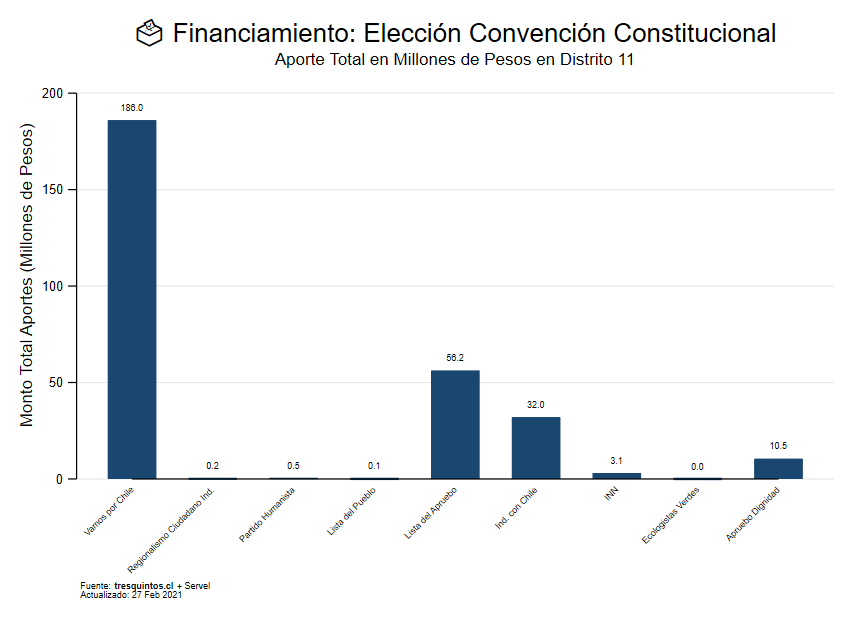 Financiamiento: Elección Convención Constitucional
Aporte Total en Millones de Pesos en Distrito 11
Monto Total Aportes (Millones de Pesos)
200
150
100
50
0
186.0
0.2
0.5
0.1
56.2
32.0
3.1
0.0
10.5
Vamos por Chile
Regionalismo Ciudadano Ind.
Partido Humanista
Lista del Pueblo
Lista del Apruebo
Ind. con Chile
INN
Ecologistas Verdes
Apruebo Dignidad
Fuente: tresquintos.cl + Servel
Actualizado: 27 Feb 2021